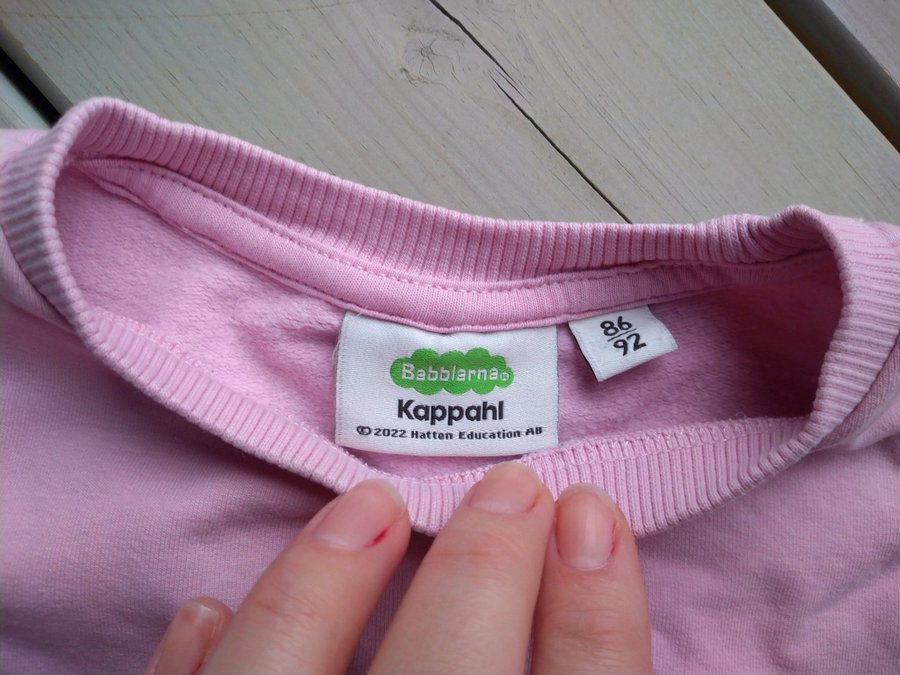 Babblarna®
Kappahl
© 2022 Hatten Education AB
86
92